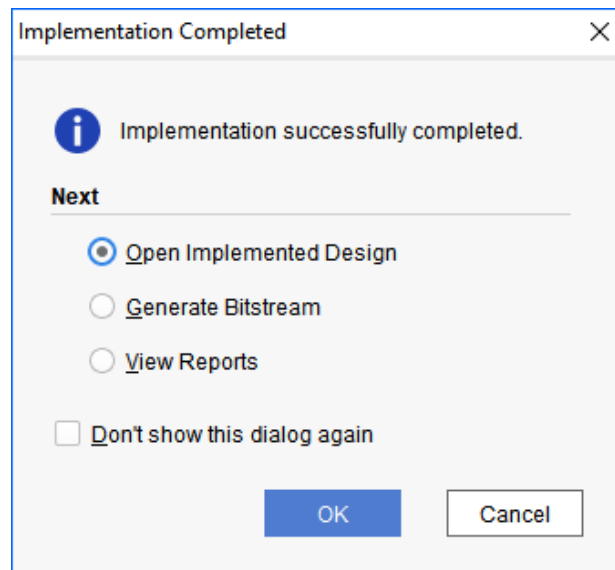 Implementation Completed
Implementation successfully completed.
Next
Open Implemented Design
Generate Bitstream
View Reports
Don't show this dialog again
OK
Cancel